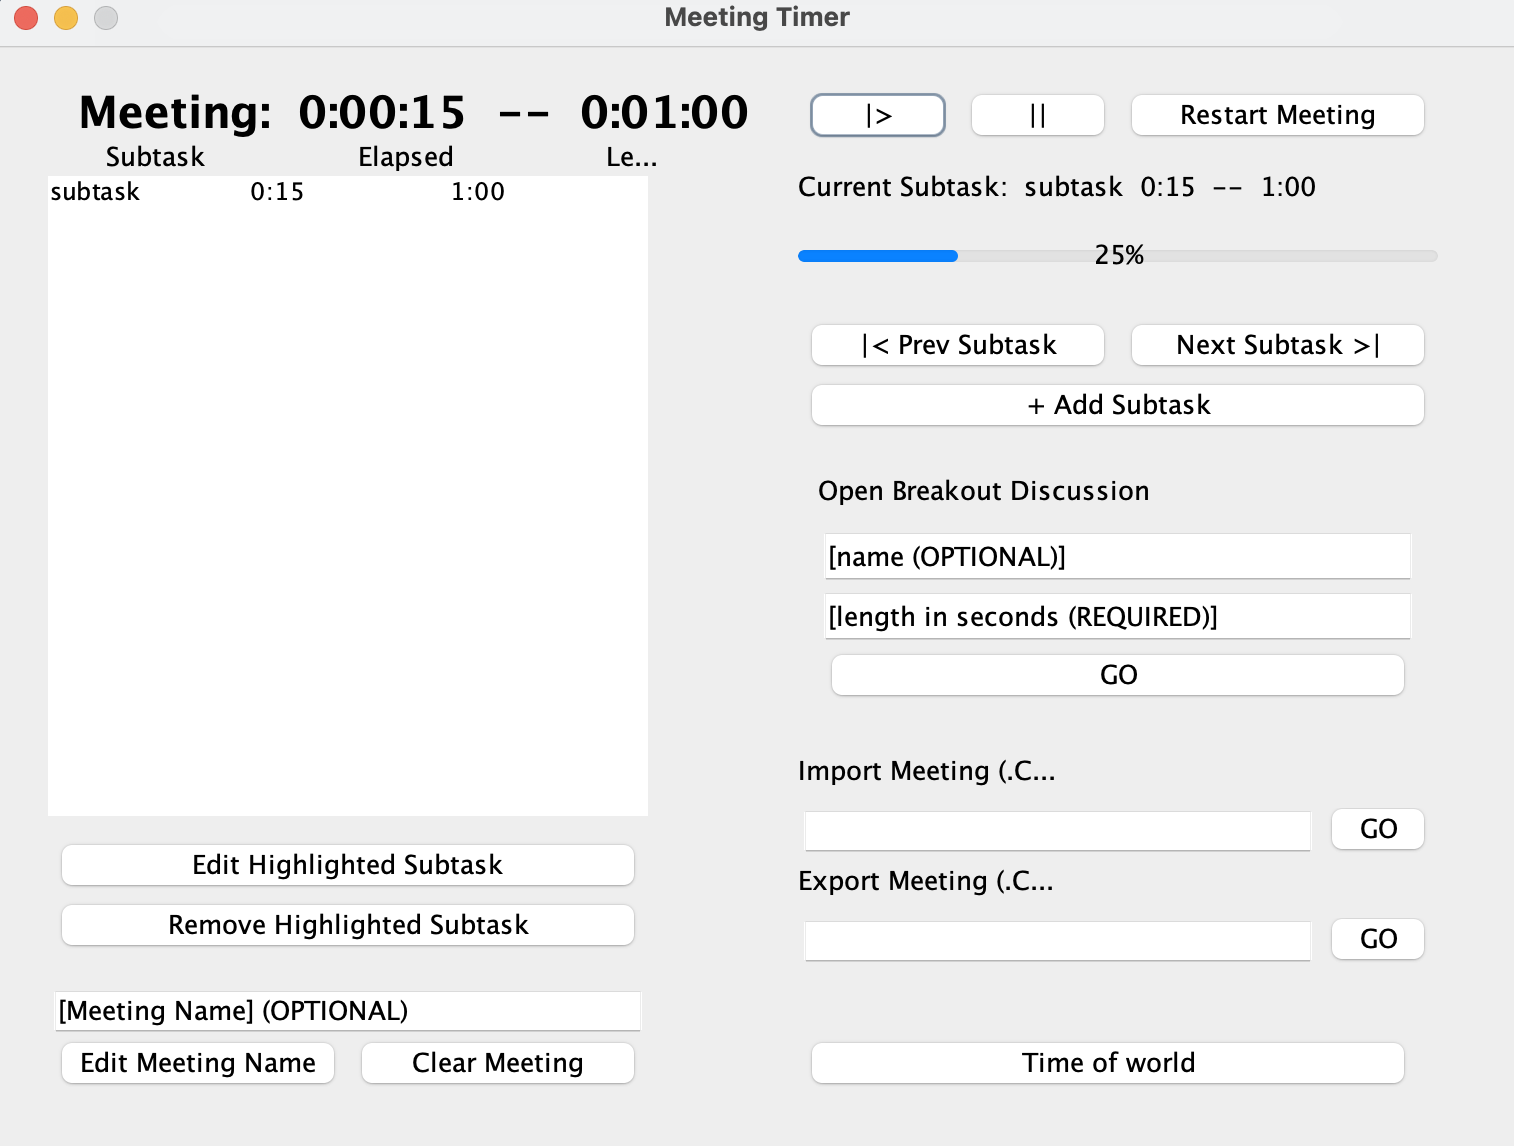 Meeting Timer
Meeting: 0:00:15 -- 0:01:00
Subtask Elapsed Le...
subtask 0:15 1:00
Edit Highlighted Subtask
Remove Highlighted Subtask
[Meeting Name] (OPTIONAL)
Edit Meeting Name Clear Meeting
|> || Restart Meeting
Current Subtask: subtask 0:15 -- 1:00
25%
|< Prev Subtask Next Subtask >|
+ Add Subtask
Open Breakout Discussion
[name (OPTIONAL)]
[length in seconds (REQUIRED)]
GO
Import Meeting (.C...
GO
Export Meeting (.C...
GO
Time of world